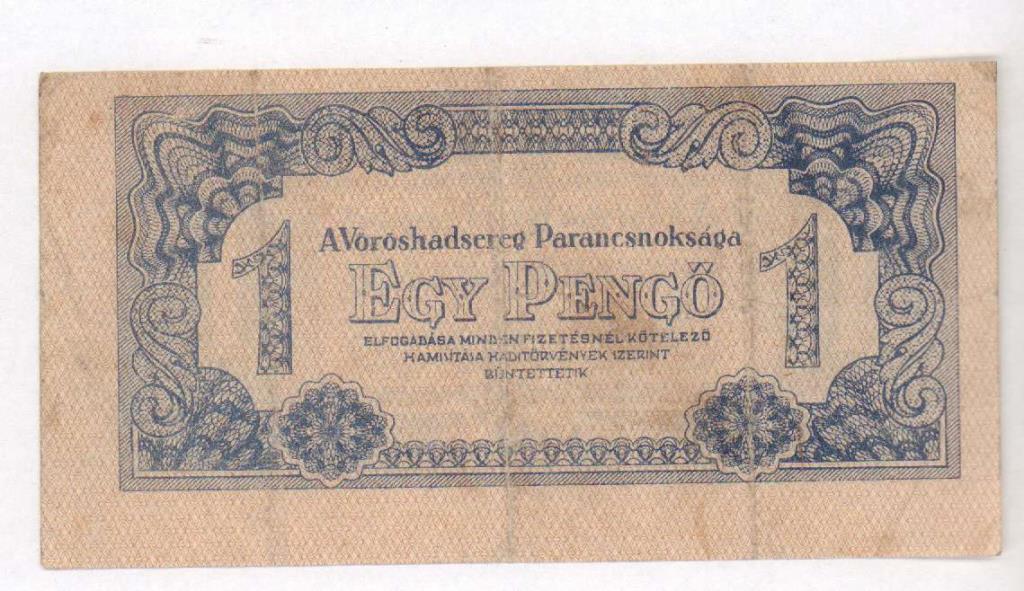 A Vöröshadsereg Parancsnoksága
1 EGY PENGŐ 1
ELFOGADÁSA MINDEN FIZETÉSNÉL KÖTELEZŐ
HAMISÍTÁSA HADITÖRVÉNYEK SZERINT
BÜNTETTETIK